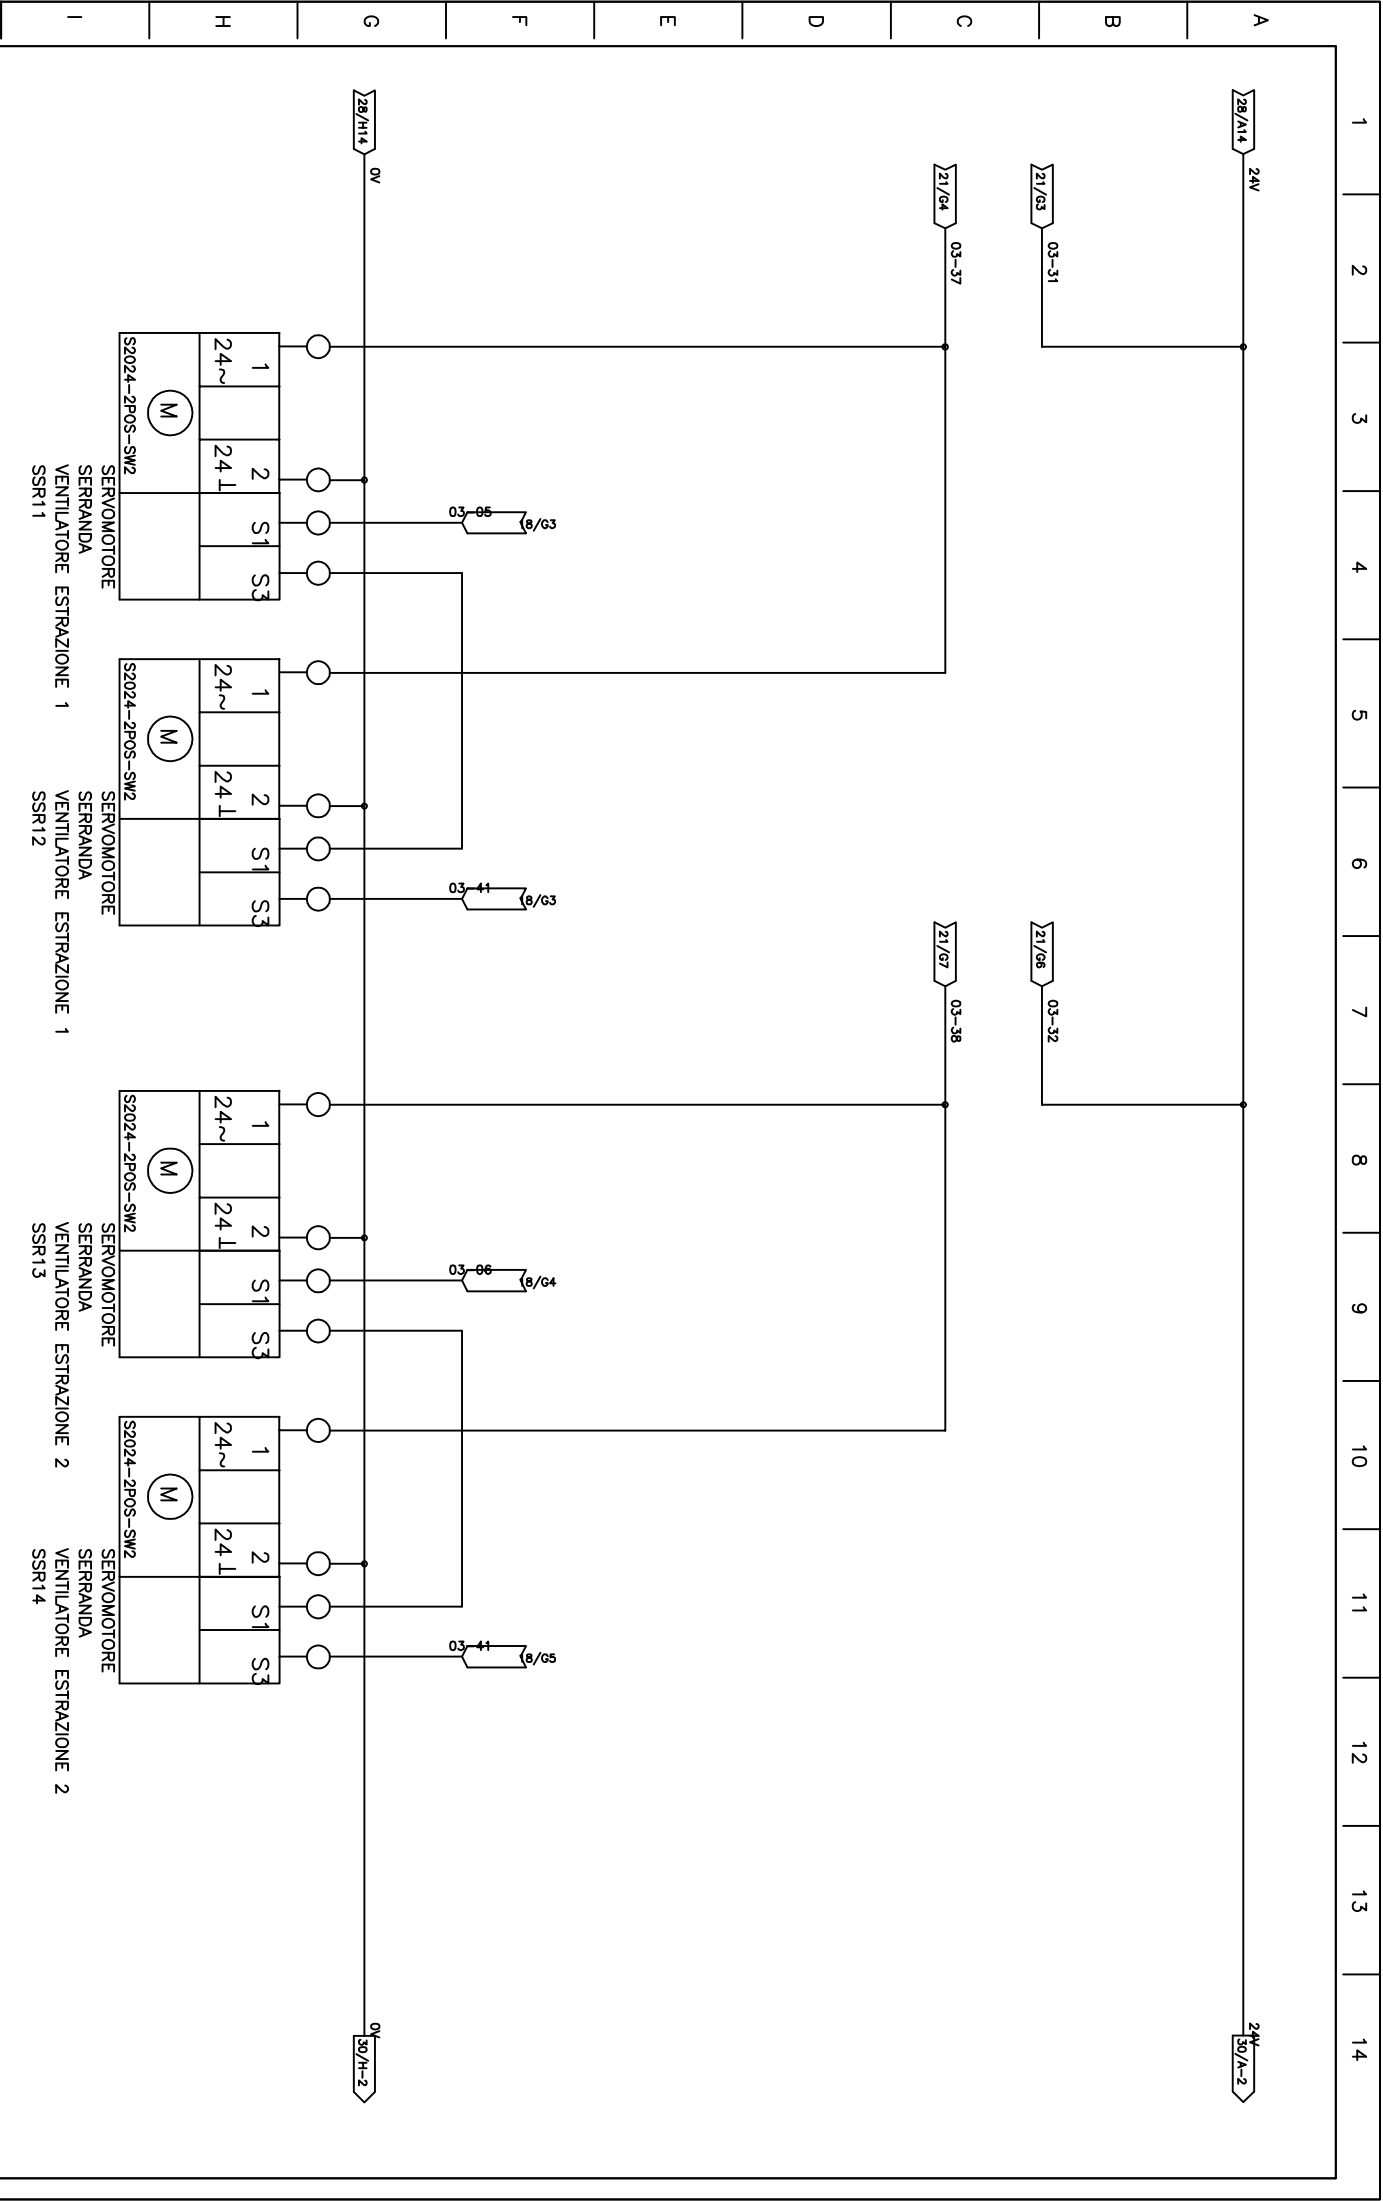 1 2 3 4 5 6 7 8 9 10 11 12 13 14
A
B
C
D
E
F
G
H
I
28/A14
24V
24V
30/A-2
21/G3
03-31
21/G6
03-32
21/G4
03-37
21/G7
03-38
03-05
18/G3
03-41
18/G3
03-06
18/G4
03-41
18/G5
28/H14
0V
0V
30/H-2
1 2 S1 S3
24~ 24⊥
M
S2024-2POS-SW2
SERVOMOTORE
SERRANDA
VENTILATORE ESTRAZIONE 1
SSR11
1 2 S1 S3
24~ 24⊥
M
S2024-2POS-SW2
SERVOMOTORE
SERRANDA
VENTILATORE ESTRAZIONE 1
SSR12
1 2 S1 S3
24~ 24⊥
M
S2024-2POS-SW2
SERVOMOTORE
SERRANDA
VENTILATORE ESTRAZIONE 2
SSR13
1 2 S1 S3
24~ 24⊥
M
S2024-2POS-SW2
SERVOMOTORE
SERRANDA
VENTILATORE ESTRAZIONE 2
SSR14